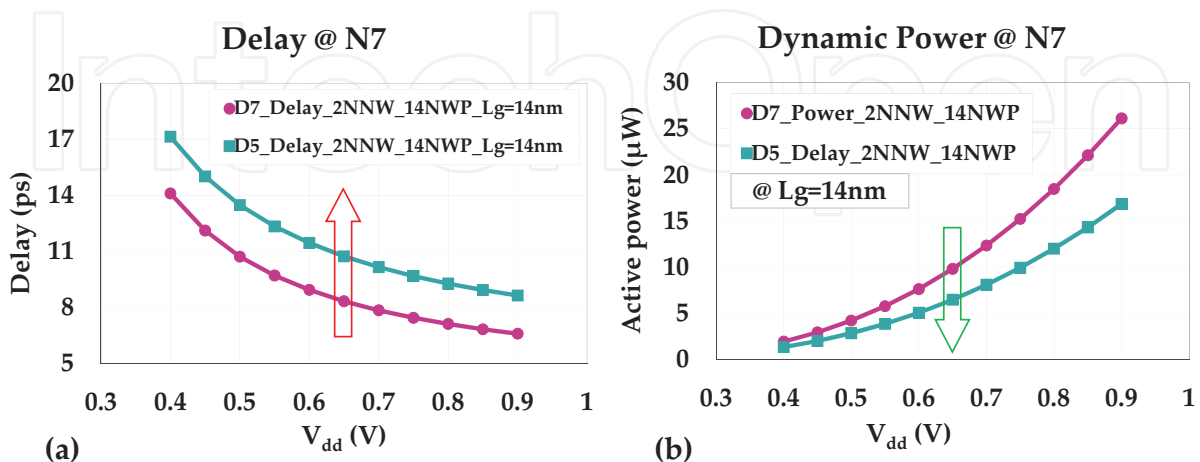 IntechOpen
Delay @ N7
20
17
14
11
8
5
Delay (ps)
D7_Delay_2NNW_14NWP_Lg=14nm
D5_Delay_2NNW_14NWP_Lg=14nm
0.3 0.4 0.5 0.6 0.7 0.8 0.9 1
Vdd (V)
(a)
Dynamic Power @ N7
30
25
20
15
10
5
0
Active power (µW)
D7_Power_2NNW_14NWP
D5_Delay_2NNW_14NWP
@ Lg=14nm
0.3 0.4 0.5 0.6 0.7 0.8 0.9 1
Vdd (V)
(b)